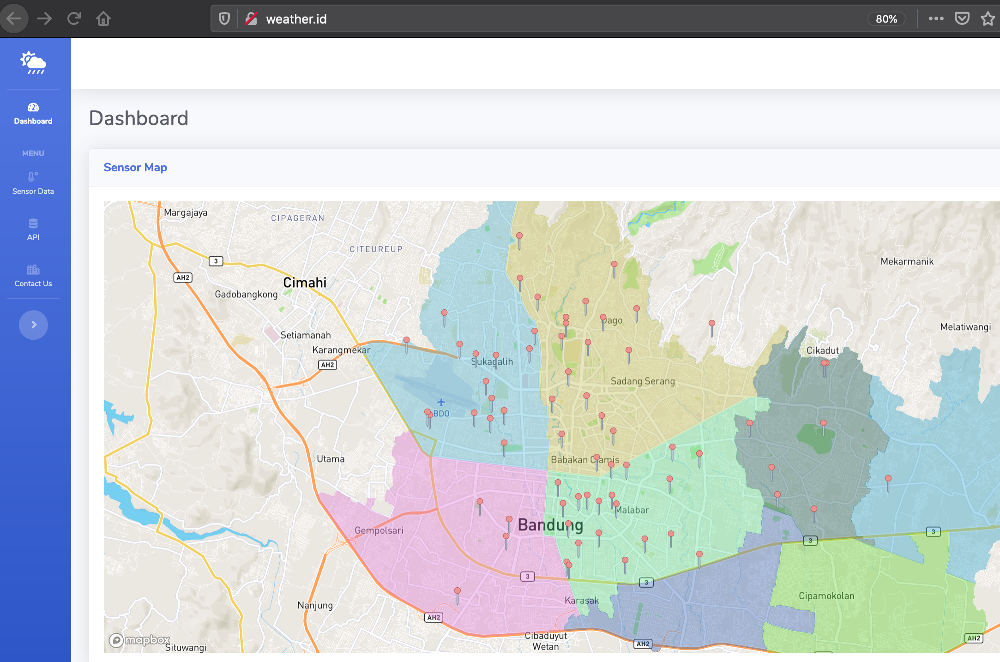 weather.id
80%
Dashboard
MENU
Sensor Data
API
Contact Us
Dashboard
Sensor Map
Margajaya
CIPAGERAN
CITEUREUP
3
Mekarmanik
AH2
Cimahi
Gadobangkong
Dago
Melatiwangi
Setiamanah
Karangmekar
Cikadut
Sukagalih
AH2
Sadang Serang
BDO
Utama
Babakan Ciamis
Malabar
Bandung
Gempolsari
3
3
3
3
Cipamokolan
Karasak
Nanjung
AH2
Cibaduyut
Wetan
AH2
AH2
mapbox
Situwangi